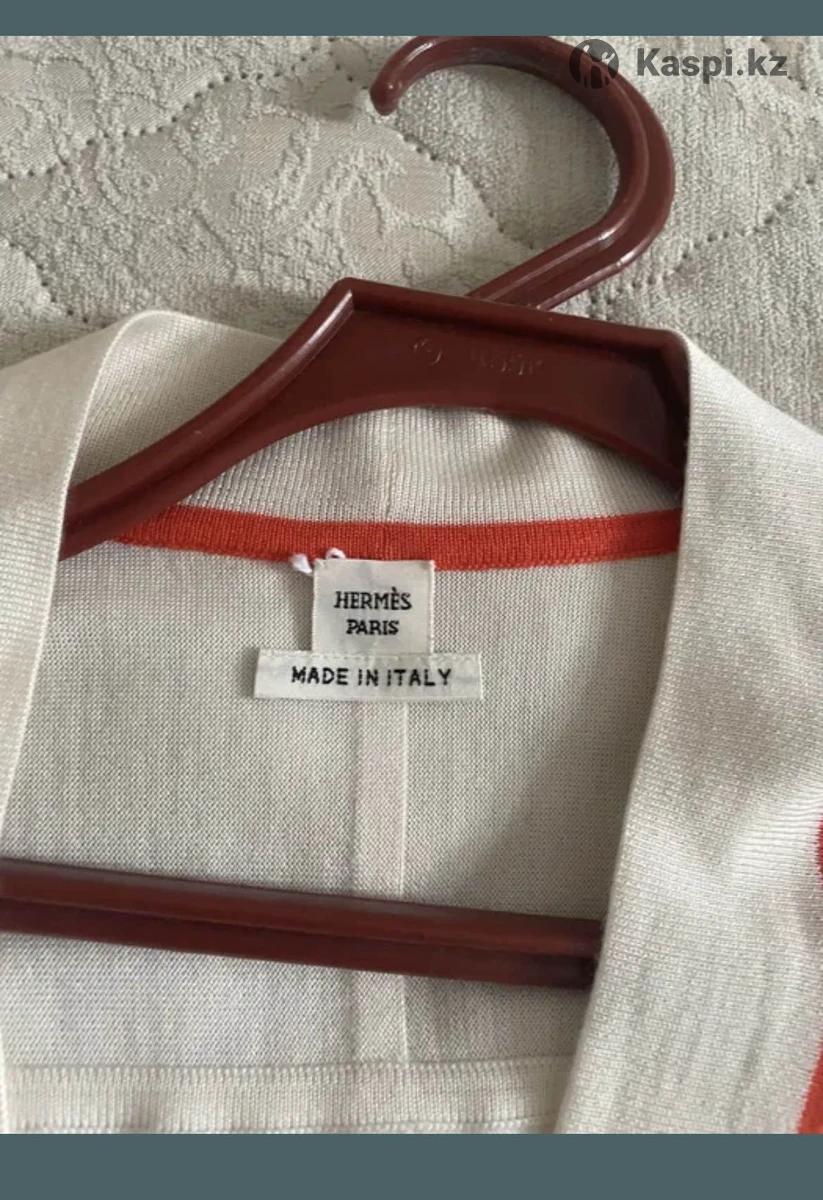 Kaspi.kz
HERMÈS
PARIS
MADE IN ITALY